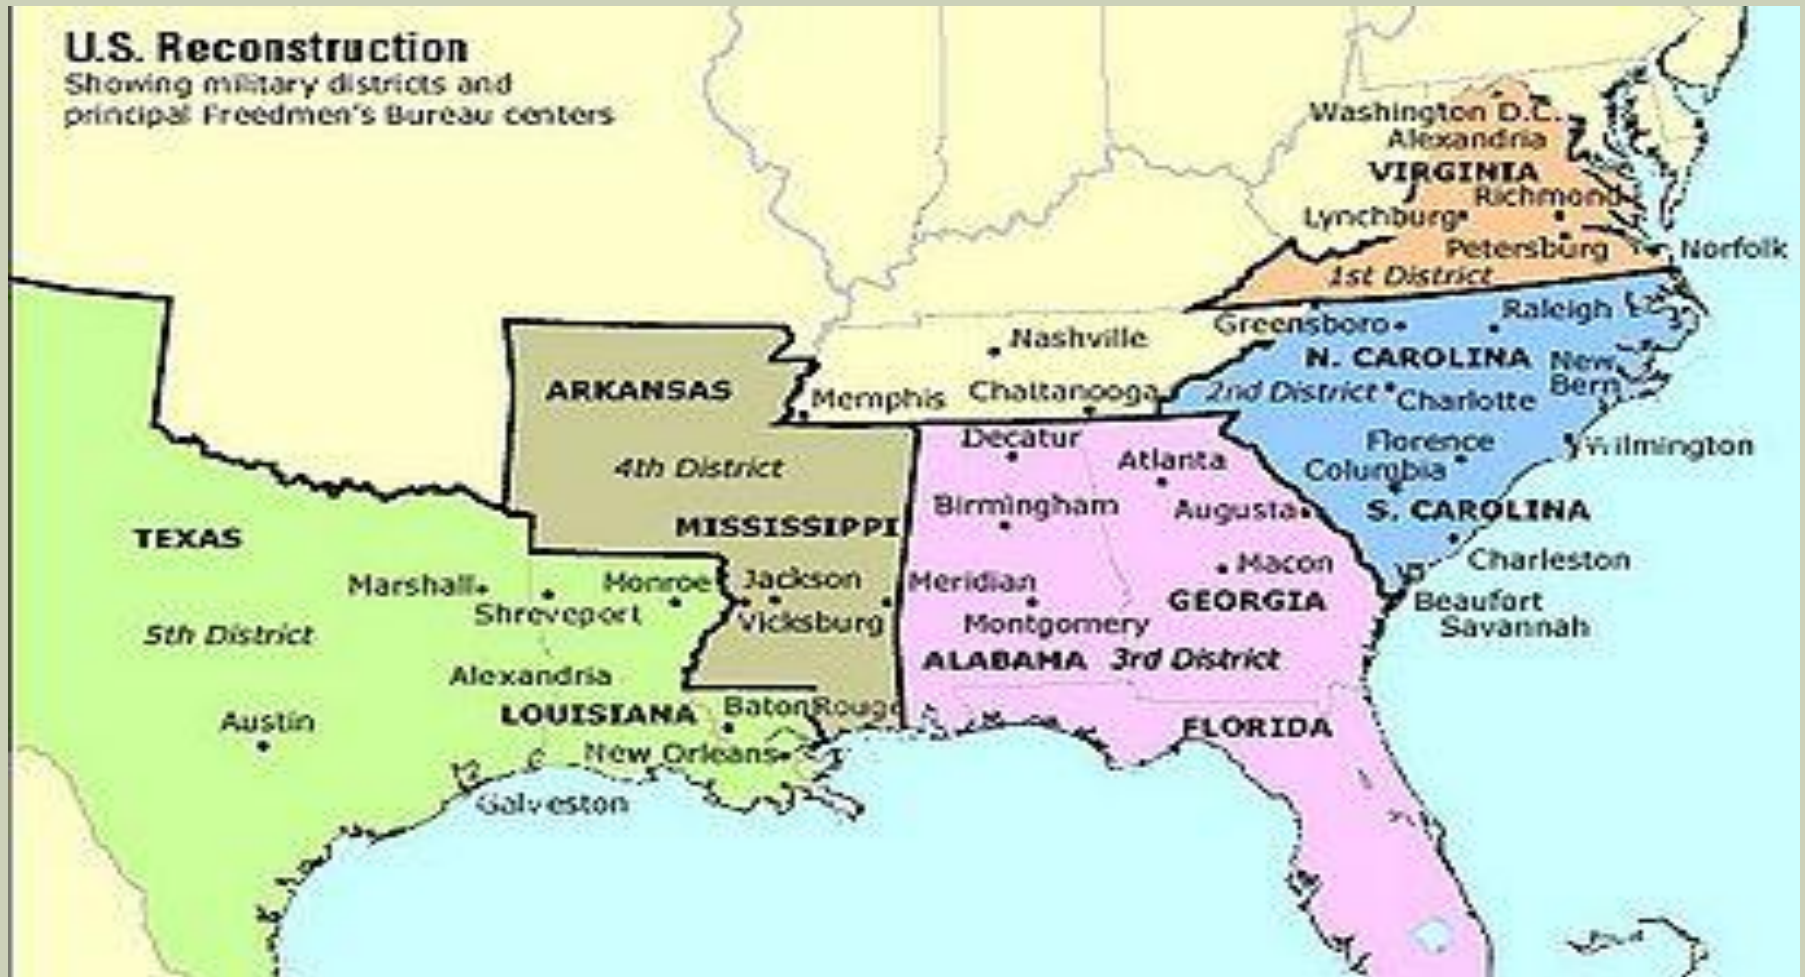 U.S. Reconstruction
Showing military districts and
principal Freedmen's Bureau centers
Washington D.C.
Alexandria
VIRGINIA
Richmond
Lynchburg
Petersburg
Norfolk
1st District
Greensboro
Raleigh
Nashville
N. CAROLINA
New
Bern
ARKANSAS
Memphis
Chattanooga
2nd District
Charlotte
Decatur
Florence
Wilmington
4th District
Atlanta
Columbia
Birmingham
Augusta
S. CAROLINA
MISSISSIPPI
TEXAS
Charleston
Macon
Marshall
Monroe
Jackson
Meridian
GEORGIA
Beaufort
Shreveport
Vicksburg
Montgomery
Savannah
5th District
ALABAMA
3rd District
Alexandria
LOUISIANA
Baton Rouge
Austin
FLORIDA
New Orleans
Galveston